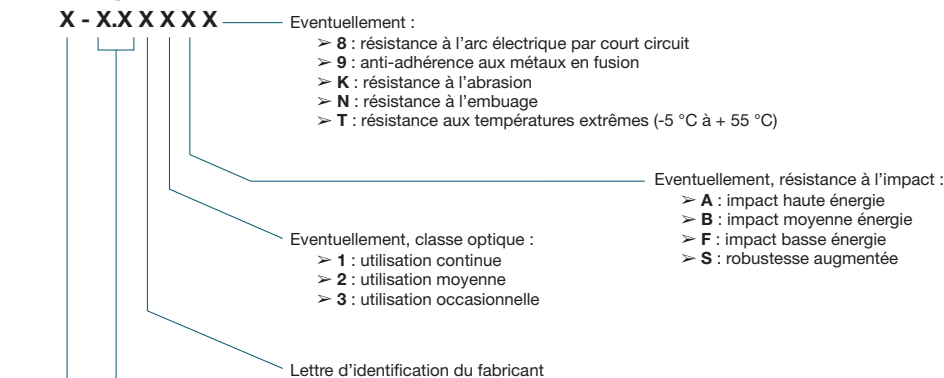 X - X.X X X X X
Eventuellement :
➢ 8 : résistance à l'arc électrique par court circuit
➢ 9 : anti-adhérence aux métaux en fusion
➢ K : résistance à l'abrasion
➢ N : résistance à l'embuage
➢ T : résistance aux températures extrêmes (-5 °C à + 55 °C)
Eventuellement, résistance à l'impact :
➢ A : impact haute énergie
➢ B : impact moyenne énergie
➢ F : impact basse énergie
➢ S : robustesse augmentée
Eventuellement, classe optique :
➢ 1 : utilisation continue
➢ 2 : utilisation moyenne
➢ 3 : utilisation occasionnelle
Lettre d'identification du fabricant